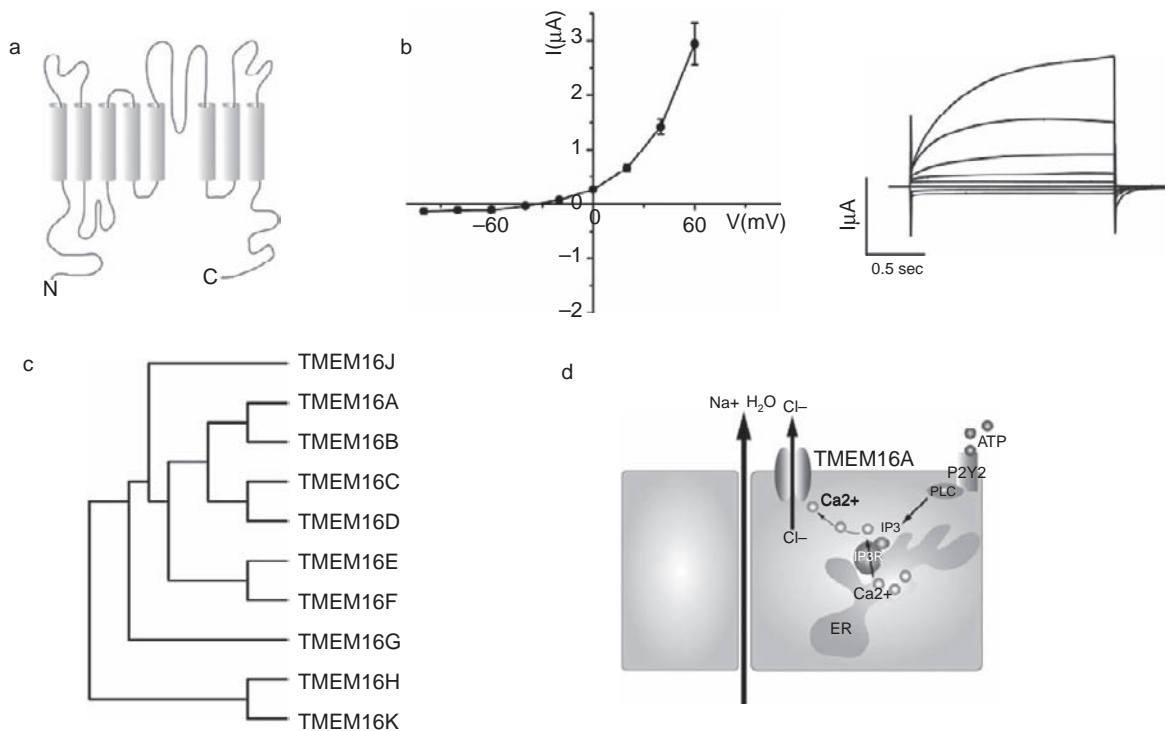 a
N
C
b
I(μA)
3
2
1
0
−1
−2
−60
0
60
V(mV)
IμA
0.5 sec
c
TMEM16J
TMEM16A
TMEM16B
TMEM16C
TMEM16D
TMEM16E
TMEM16F
TMEM16G
TMEM16H
TMEM16K
d
Na+ H₂O
Cl–
TMEM16A
ATP
P2Y2
PLC
Ca2+
IP3
Cl–
IP3R
Ca2+
ER